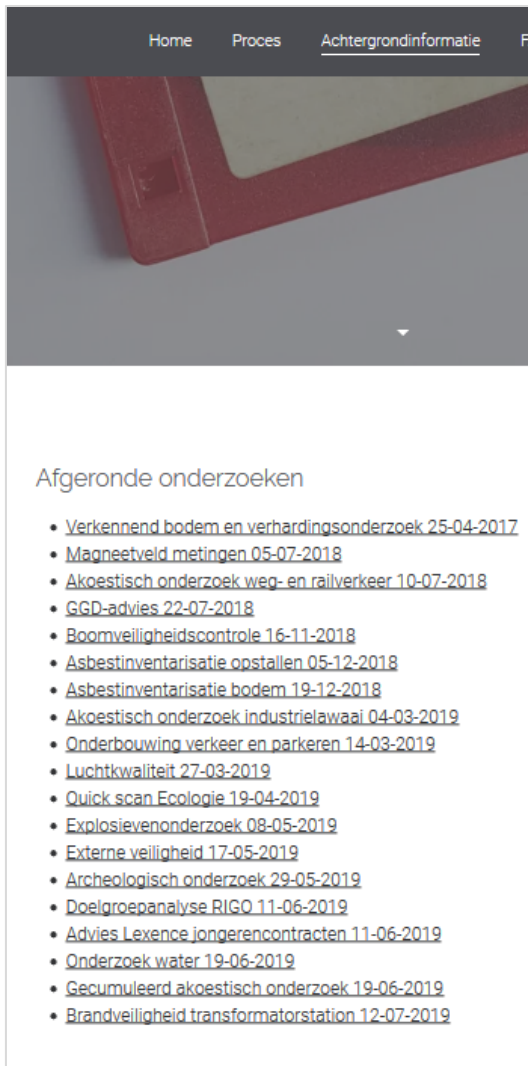 Home Proces Achtergrondinformatie F
Afgeronde onderzoeken
• Verkennend bodem en verhardingsonderzoek 25-04-2017
• Magneetveld metingen 05-07-2018
• Akoestisch onderzoek weg- en railverkeer 10-07-2018
• GGD-advies 22-07-2018
• Boomveiligheidscontrole 16-11-2018
• Asbestinventarisatie opstallen 05-12-2018
• Asbestinventarisatie bodem 19-12-2018
• Akoestisch onderzoek industrielawaai 04-03-2019
• Onderbouwing verkeer en parkeren 14-03-2019
• Luchtkwaliteit 27-03-2019
• Quick scan Ecologie 19-04-2019
• Explosievenonderzoek 08-05-2019
• Externe veiligheid 17-05-2019
• Archeologisch onderzoek 29-05-2019
• Doelgroepanalyse RIGO 11-06-2019
• Advies Lexence jongerencontracten 11-06-2019
• Onderzoek water 19-06-2019
• Gecumuleerd akoestisch onderzoek 19-06-2019
• Brandveiligheid transformatorstation 12-07-2019